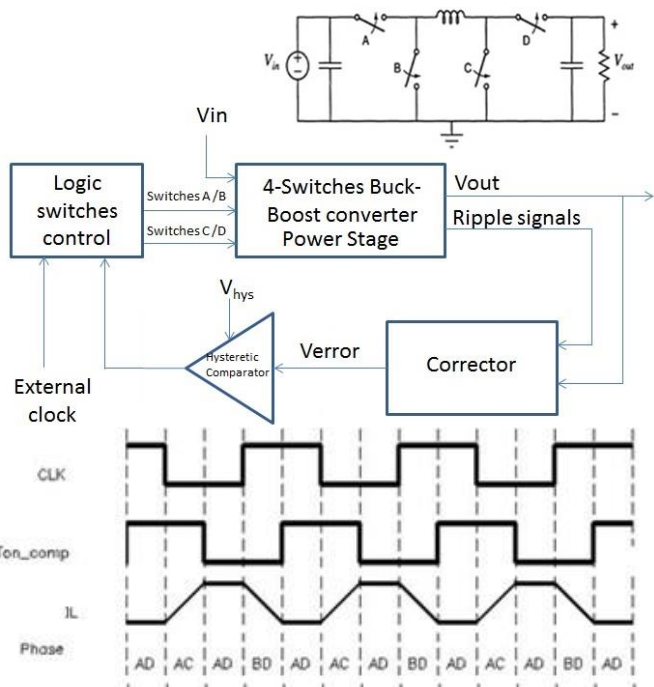 +
A
D
Vin
+
−
B
C
Vout
−
Vin
Logic
switches
control
Switches A/B
Switches C/D
4-Switches Buck-
Boost converter
Power Stage
Vout
Ripple signals
Vhys
Hysteretic
Comparator
Verror
Corrector
External
clock
CLK
Ton_comp
IL
Phase
AD AC AD BD AD AC AD BD AD AC AD BD AD